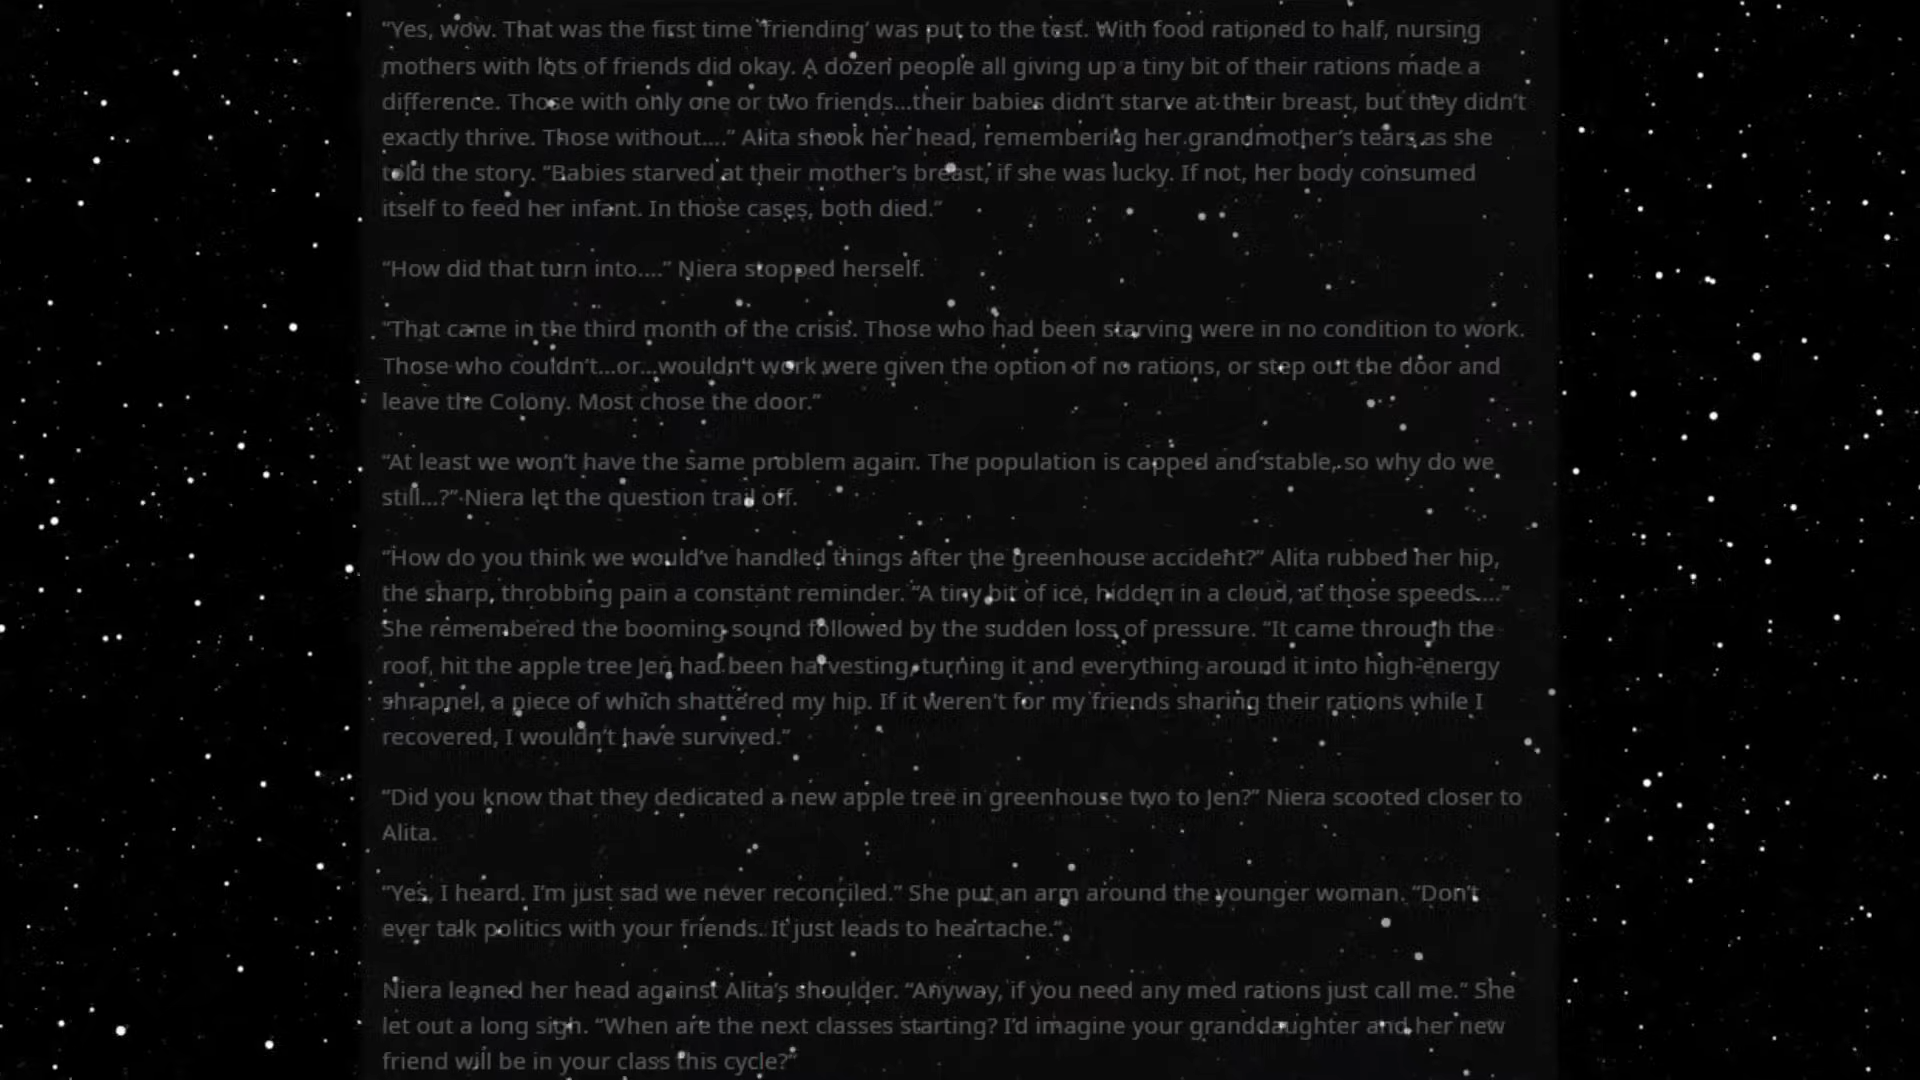 “Yes, wow. That was the first time ‘friending’ was put to the test. With food rationed to half, nursing
mothers with lots of friends did okay. A dozen people all giving up a tiny bit of their rations made a
difference. Those with only one or two friends…their babies didn’t starve at their breast, but they didn’t
exactly thrive. Those without….” Alita shook her head, remembering her grandmother’s tears as she
told the story. “Babies starved at their mother’s breast, if she was lucky. If not, her body consumed
itself to feed her infant. In those cases, both died.”
“How did that turn into….” Niera stopped herself.
“That came in the third month of the crisis. Those who had been starving were in no condition to work.
Those who couldn’t…or…wouldn’t work were given the option of no rations, or step out the door and
leave the Colony. Most chose the door.”
“At least we won’t have the same problem again. The population is capped and stable, so why do we
still…?” Niera let the question trail off.
“How do you think we would’ve handled things after the greenhouse accident?” Alita rubbed her hip,
the sharp, throbbing pain a constant reminder. “A tiny bit of ice, hidden in a cloud, at those speeds….”
She remembered the booming sound followed by the sudden loss of pressure. “It came through the
roof, hit the apple tree Jen had been harvesting, turning it and everything around it into high-energy
shrapnel, a piece of which shattered my hip. If it weren’t for my friends sharing their rations while I
recovered, I wouldn’t have survived.”
“Did you know that they dedicated a new apple tree in greenhouse two to Jen?” Niera scooted closer to
Alita.
“Yes, I heard. I’m just sad we never reconciled.” She put an arm around the younger woman. “Don’t
ever talk politics with your friends. It just leads to heartache.”
Niera leaned her head against Alita’s shoulder. “Anyway, if you need any med rations just call me.” She
let out a long sigh. “When are the next classes starting? I’d imagine your granddaughter and her new
friend will be in your class this cycle?”